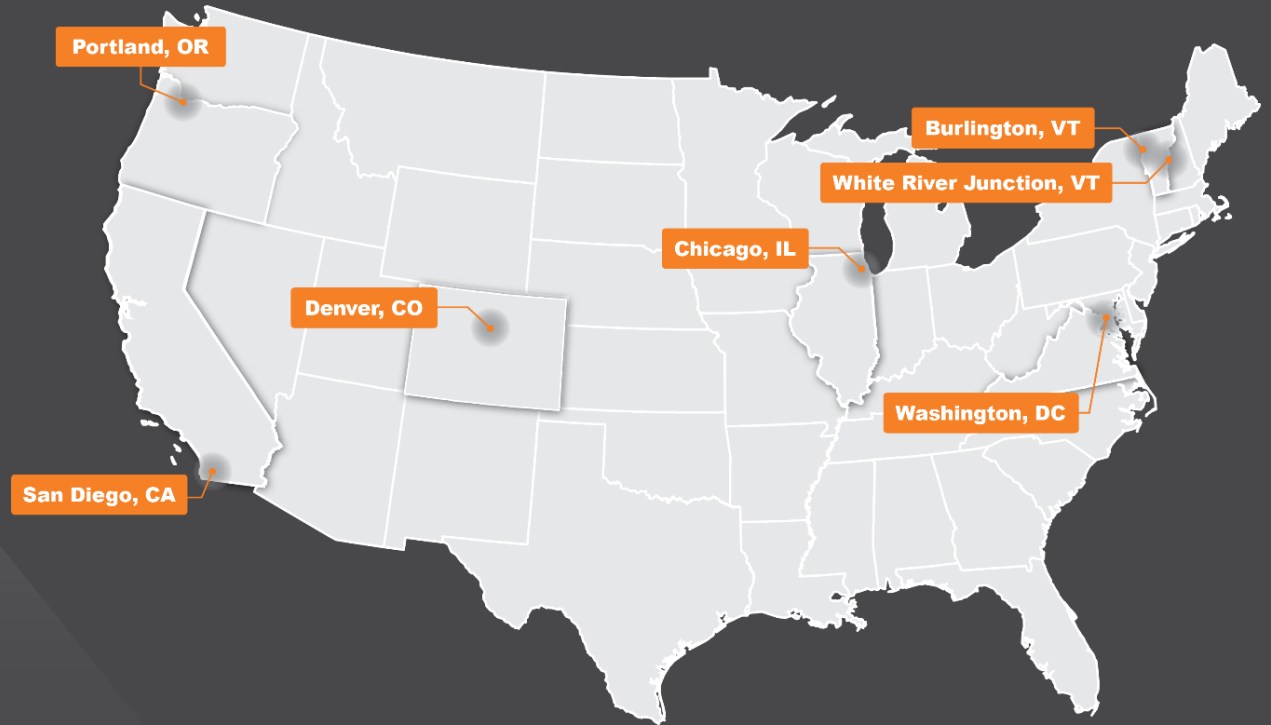 Portland, OR
Burlington, VT
White River Junction, VT
Chicago, IL
Denver, CO
Washington, DC
San Diego, CA